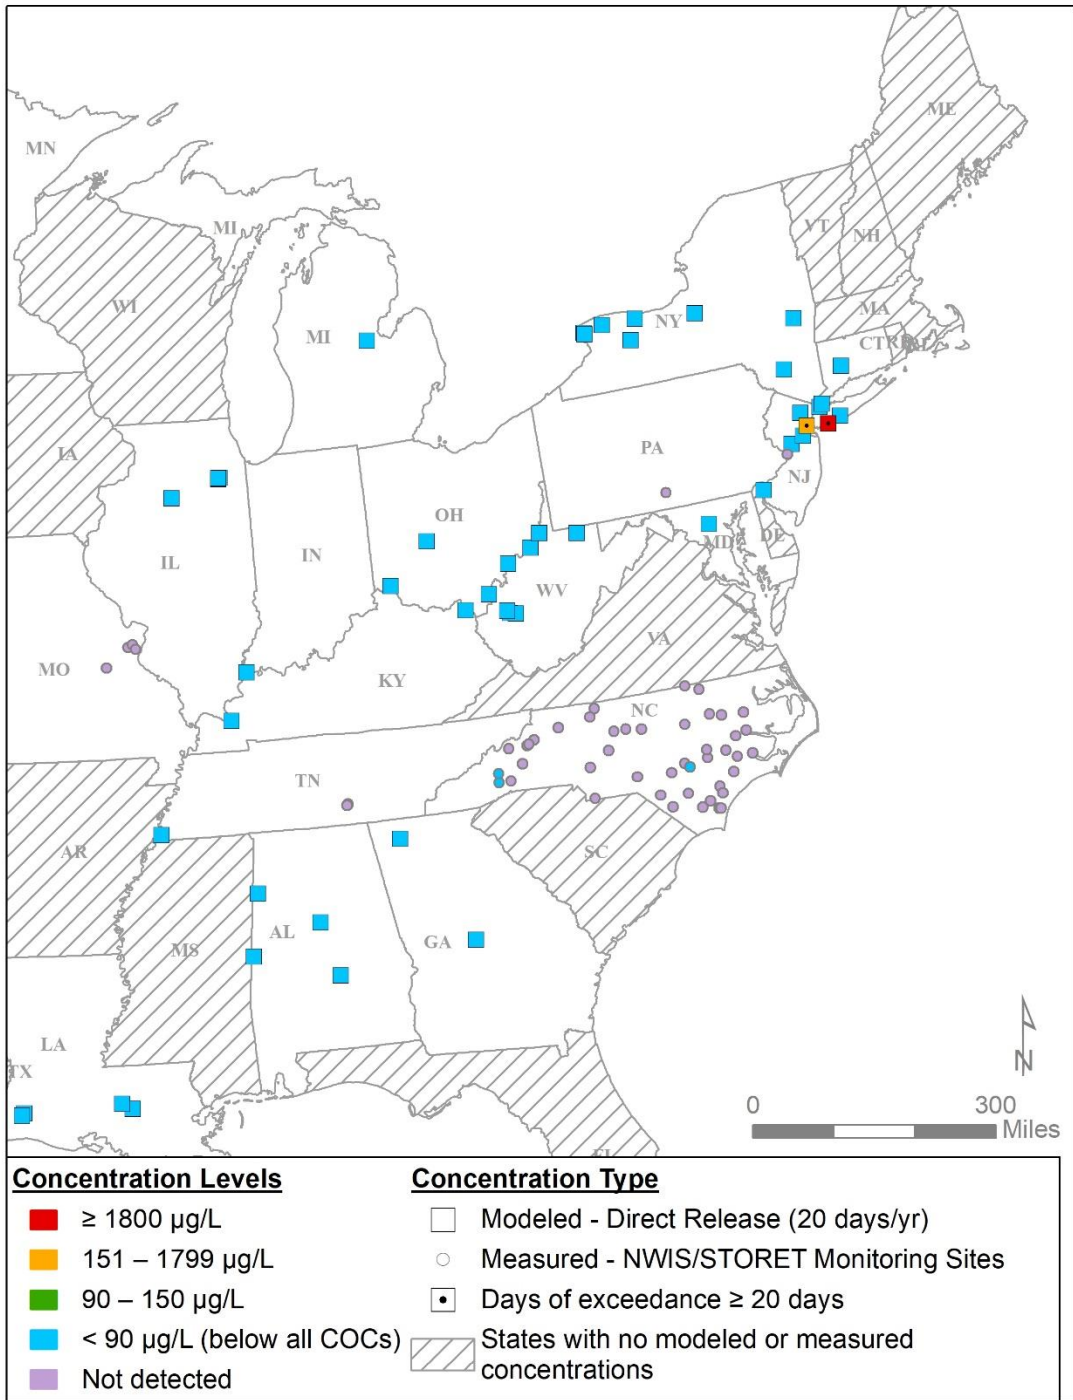 ME
MN
MI
VT
NH
WI
MA
MI
NY
CT
RI
IA
PA
NJ
OH
MD
DE
IL
IN
WV
VA
MO
KY
NC
TN
AR
SC
MS
AL
GA
LA
TX
N
0 300
Miles
FL
Concentration Levels
≥ 1800 µg/L
151 – 1799 µg/L
90 – 150 µg/L
< 90 µg/L (below all COCs)
Not detected
Concentration Type
Modeled - Direct Release (20 days/yr)
Measured - NWIS/STORET Monitoring Sites
Days of exceedance ≥ 20 days
States with no modeled or measured
concentrations